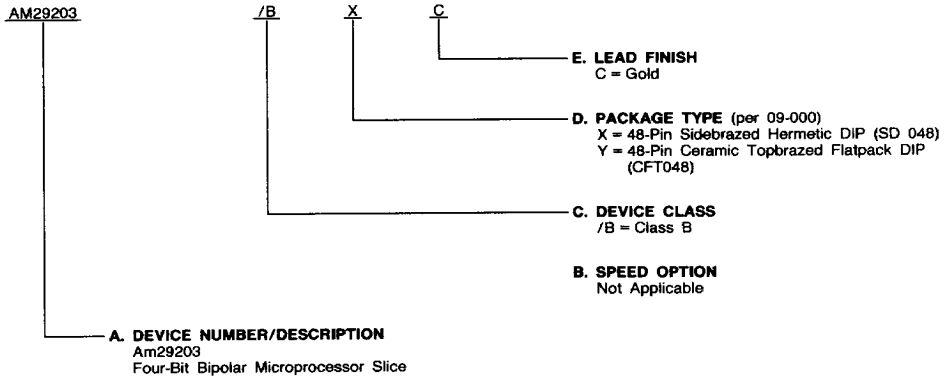 AM29203 /B X C
E. LEAD FINISH
C = Gold
D. PACKAGE TYPE (per 09-000)
X = 48-Pin Sidebrazed Hermetic DIP (SD 048)
Y = 48-Pin Ceramic Topbrazed Flatpack DIP
(CFT048)
C. DEVICE CLASS
/B = Class B
B. SPEED OPTION
Not Applicable
A. DEVICE NUMBER/DESCRIPTION
Am29203
Four-Bit Bipolar Microprocessor Slice